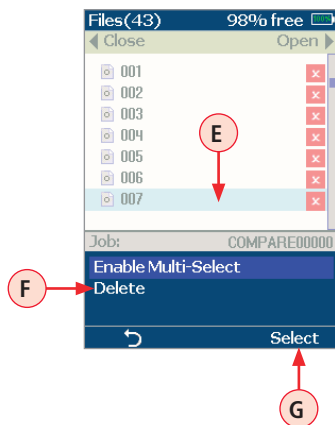 Files(43) 98% free 100%
Close Open
001
002
003
004
005
006
007
E
Job: COMPARE00000
Enable Multi-Select
F
Delete
Select
G